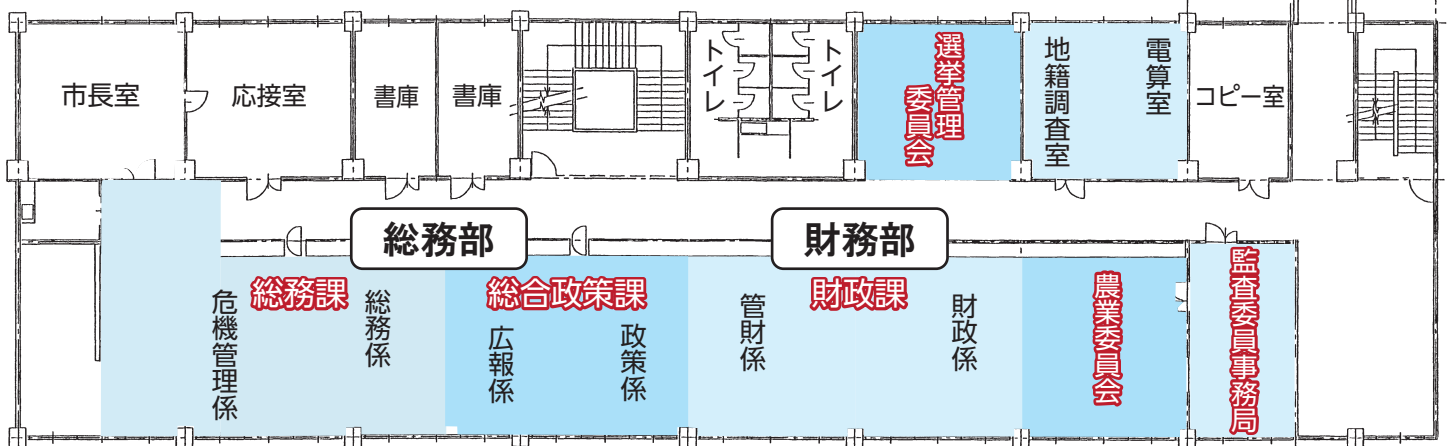 市長室
応接室
書庫
書庫
トイレ
トイレ
選挙管理
委員会
地籍調査室
電算室
コピー室
総務部
財務部
総務課
危機管理係
総務係
総合政策課
広報係
政策係
財政課
管財係
財政係
農業委員会
監査委員事務局